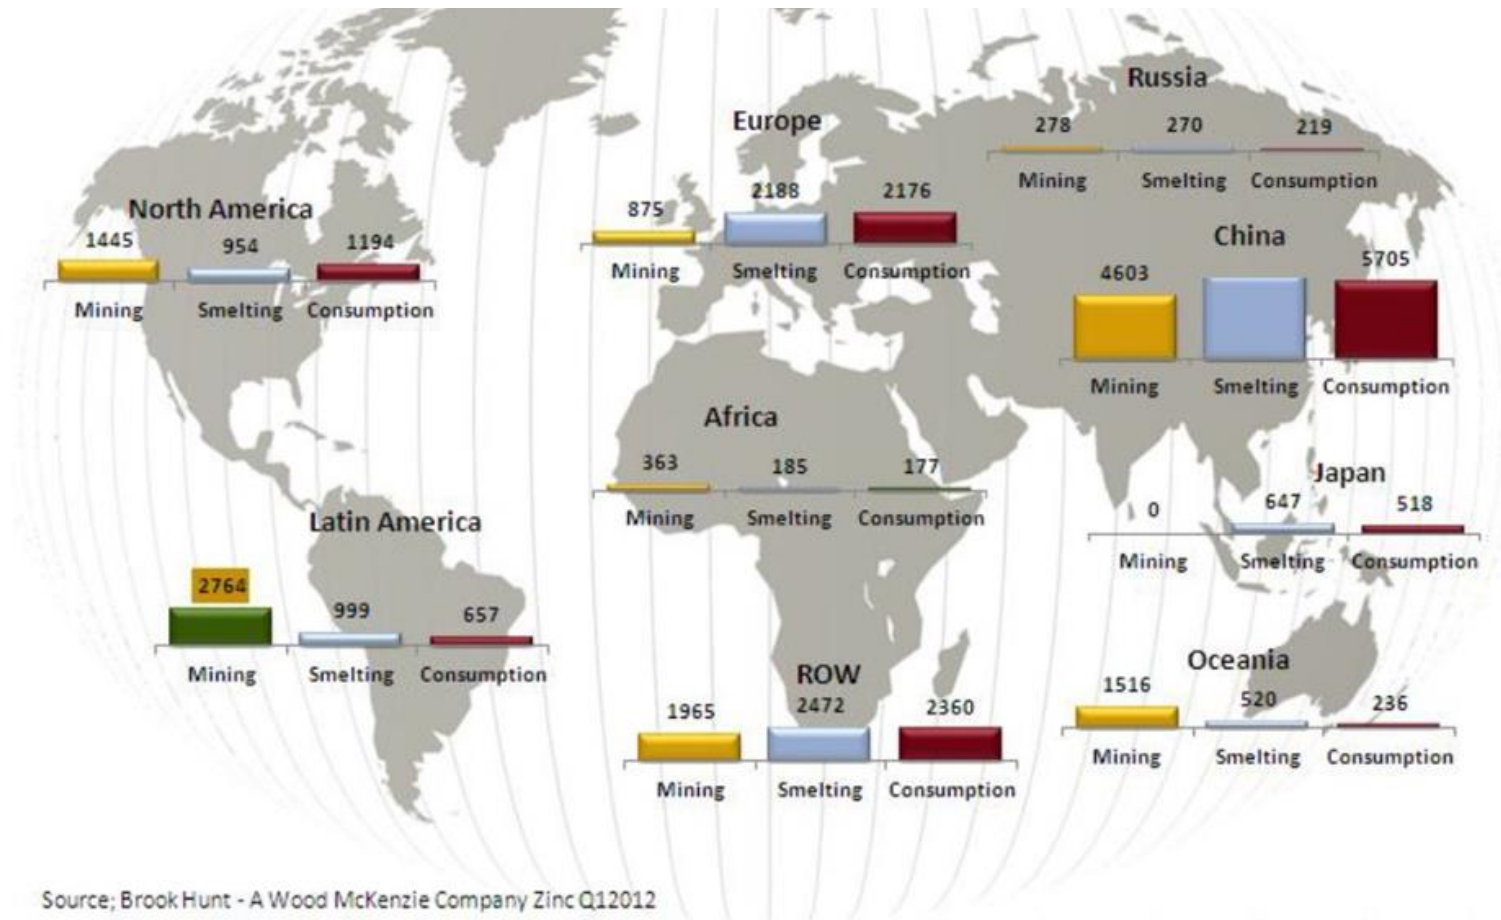 Russia
278 270 219
Mining Smelting Consumption
Europe
875 2188 2176
Mining Smelting Consumption
North America
1445 954 1194
Mining Smelting Consumption
China
4603 5705
Mining Smelting Consumption
Africa
363 185 177
Mining Smelting Consumption
Japan
0 647 518
Mining Smelting Consumption
Latin America
2764 999 657
Mining Smelting Consumption
ROW
1965 2472 2360
Mining Smelting Consumption
Oceania
1516 520 236
Mining Smelting Consumption
Source; Brook Hunt - A Wood McKenzie Company Zinc Q12012